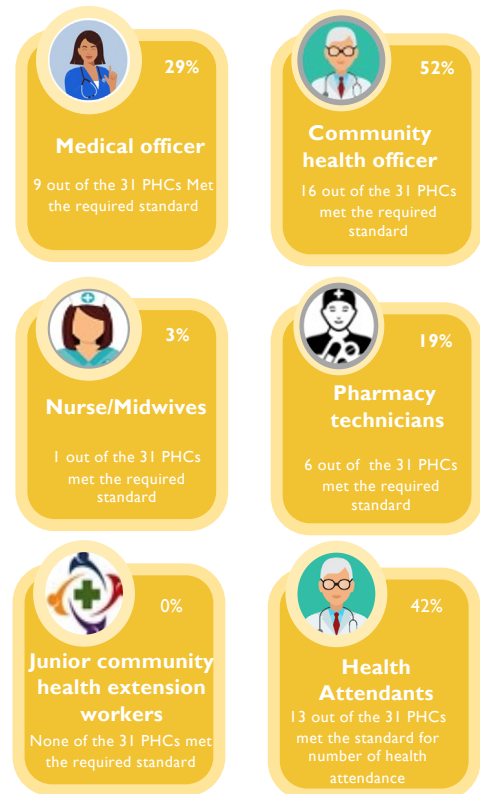 29%
Medical officer
9 out of the 31 PHCs Met
the required standard
52%
Community
health officer
16 out of the 31 PHCs
met the required
standard
3%
Nurse/Midwives
1 out of the 31 PHCs
met the required
standard
19%
Pharmacy
technicians
6 out of the 31 PHCs
met the required
standard
0%
Junior community
health extension
workers
None of the 31 PHCs met
the required standard
42%
Health
Attendants
13 out of the 31 PHCs
met the standard for
number of health
attendance